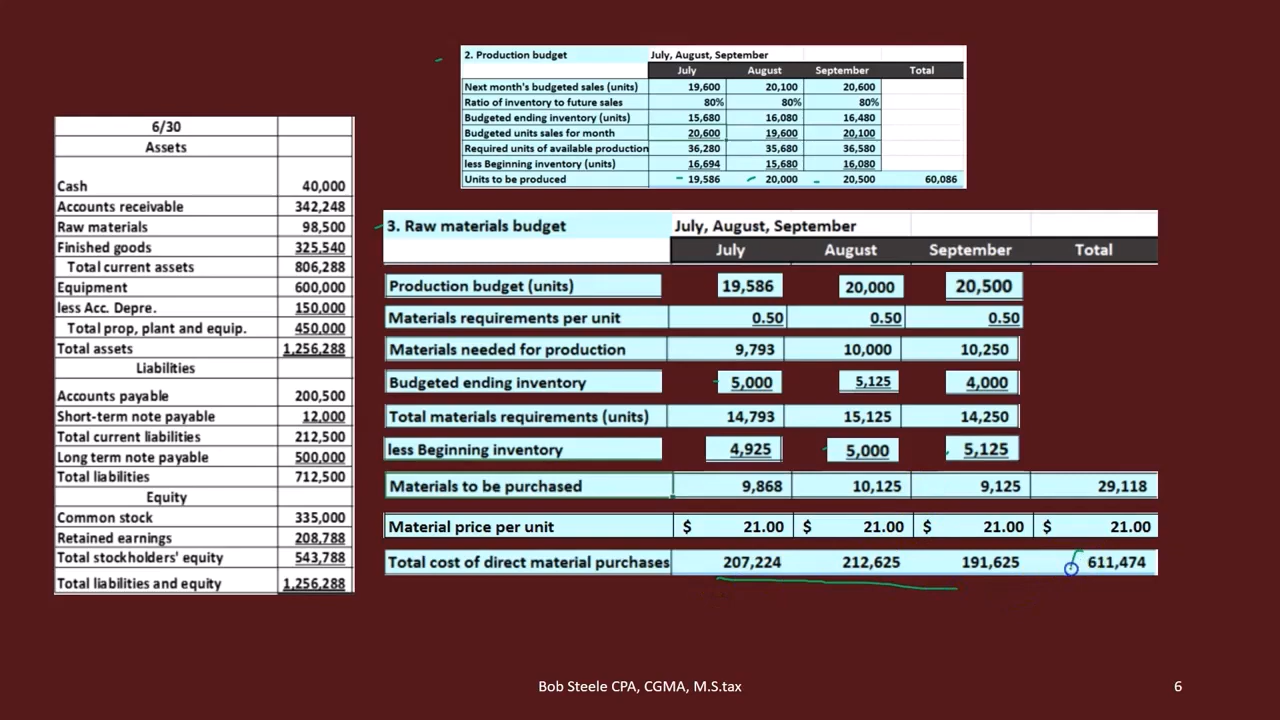 2. Production budget July, August, September
July August September Total
Next month's budgeted sales (units) 19,600 20,100 20,600
Ratio of inventory to future sales 80% 80% 80%
Budgeted ending inventory (units) 15,680 16,080 16,480
Budgeted units sales for month 20,600 19,600 20,100
Required units of available production 36,280 35,680 36,580
less Beginning inventory (units) 16,694 15,680 16,080
Units to be produced 19,586 20,000 20,500 60,086
6/30
Assets
Cash 40,000
Accounts receivable 342,248
Raw materials 98,500
Finished goods 325,540
Total current assets 806,288
Equipment 600,000
less Acc. Depre. 150,000
Total prop, plant and equip. 450,000
Total assets 1,256,288
Liabilities
Accounts payable 200,500
Short-term note payable 12,000
Total current liabilities 212,500
Long term note payable 500,000
Total liabilities 712,500
Equity
Common stock 335,000
Retained earnings 208,788
Total stockholders' equity 543,788
Total liabilities and equity 1,256,288
3. Raw materials budget July, August, September
July August September Total
Production budget (units) 19,586 20,000 20,500
Materials requirements per unit 0.50 0.50 0.50
Materials needed for production 9,793 10,000 10,250
Budgeted ending inventory 5,000 5,125 4,000
Total materials requirements (units) 14,793 15,125 14,250
less Beginning inventory 4,925 5,000 5,125
Materials to be purchased 9,868 10,125 9,125 29,118
Material price per unit $ 21.00 $ 21.00 $ 21.00 $ 21.00
Total cost of direct material purchases 207,224 212,625 191,625 611,474
Bob Steele CPA, CGMA, M.S.tax 6